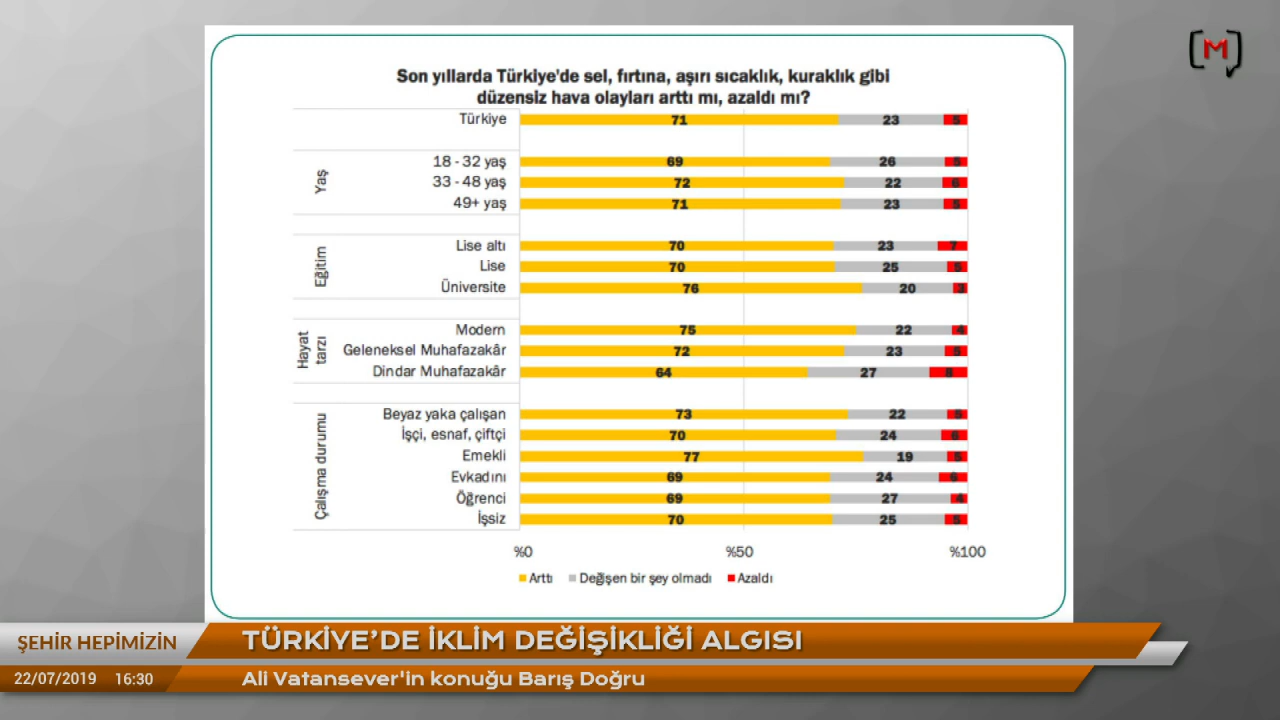 [M]
Son yıllarda Türkiye'de sel, fırtına, aşırı sıcaklık, kuraklık gibi
düzensiz hava olayları arttı mı, azaldı mı?
Türkiye 71 23 5
Yaş
18 - 32 yaş 69 26 5
33 - 48 yaş 72 22 6
49+ yaş 71 23 5
Eğitim
Lise altı 70 23 7
Lise 70 25 5
Üniversite 76 20 3
Hayat
tarzı
Modern 75 22 4
Geleneksel Muhafazakâr 72 23 5
Dindar Muhafazakâr 64 27 8
Çalışma durumu
Beyaz yaka çalışan 73 22 5
İşçi, esnaf, çiftçi 70 24 6
Emekli 77 19 5
Evkadını 69 24 6
Öğrenci 69 27 4
İşsiz 70 25 5
%0 %50 %100
Arttı Değişen bir şey olmadı Azaldı
ŞEHİR HEPİMİZİN
TÜRKİYE’DE İKLİM DEĞİŞİKLİĞİ ALGISI
22/07/2019 16:30
Ali Vatansever'in konuğu Barış Doğru